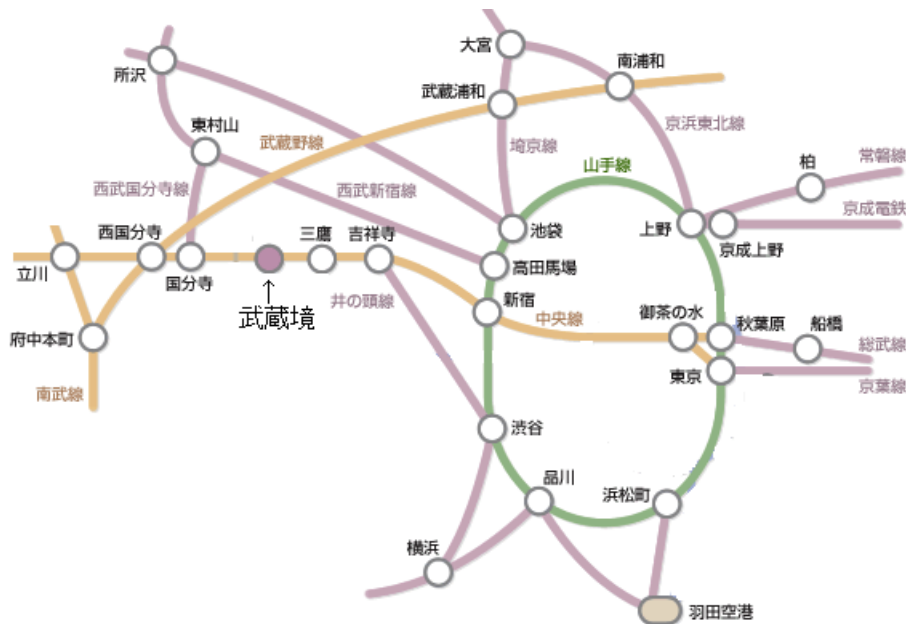 大宮
南浦和
所沢
武蔵浦和
東村山
武蔵野線
京浜東北線
埼京線
山手線
柏
常磐線
西武国分寺線
西武新宿線
京成電鉄
西国分寺
三鷹
吉祥寺
池袋
上野
京成上野
立川
国分寺
高田馬場
↑
武蔵境
井の頭線
新宿
中央線
御茶の水
秋葉原
船橋
府中本町
総武線
東京
京葉線
南武線
渋谷
品川
浜松町
横浜
羽田空港